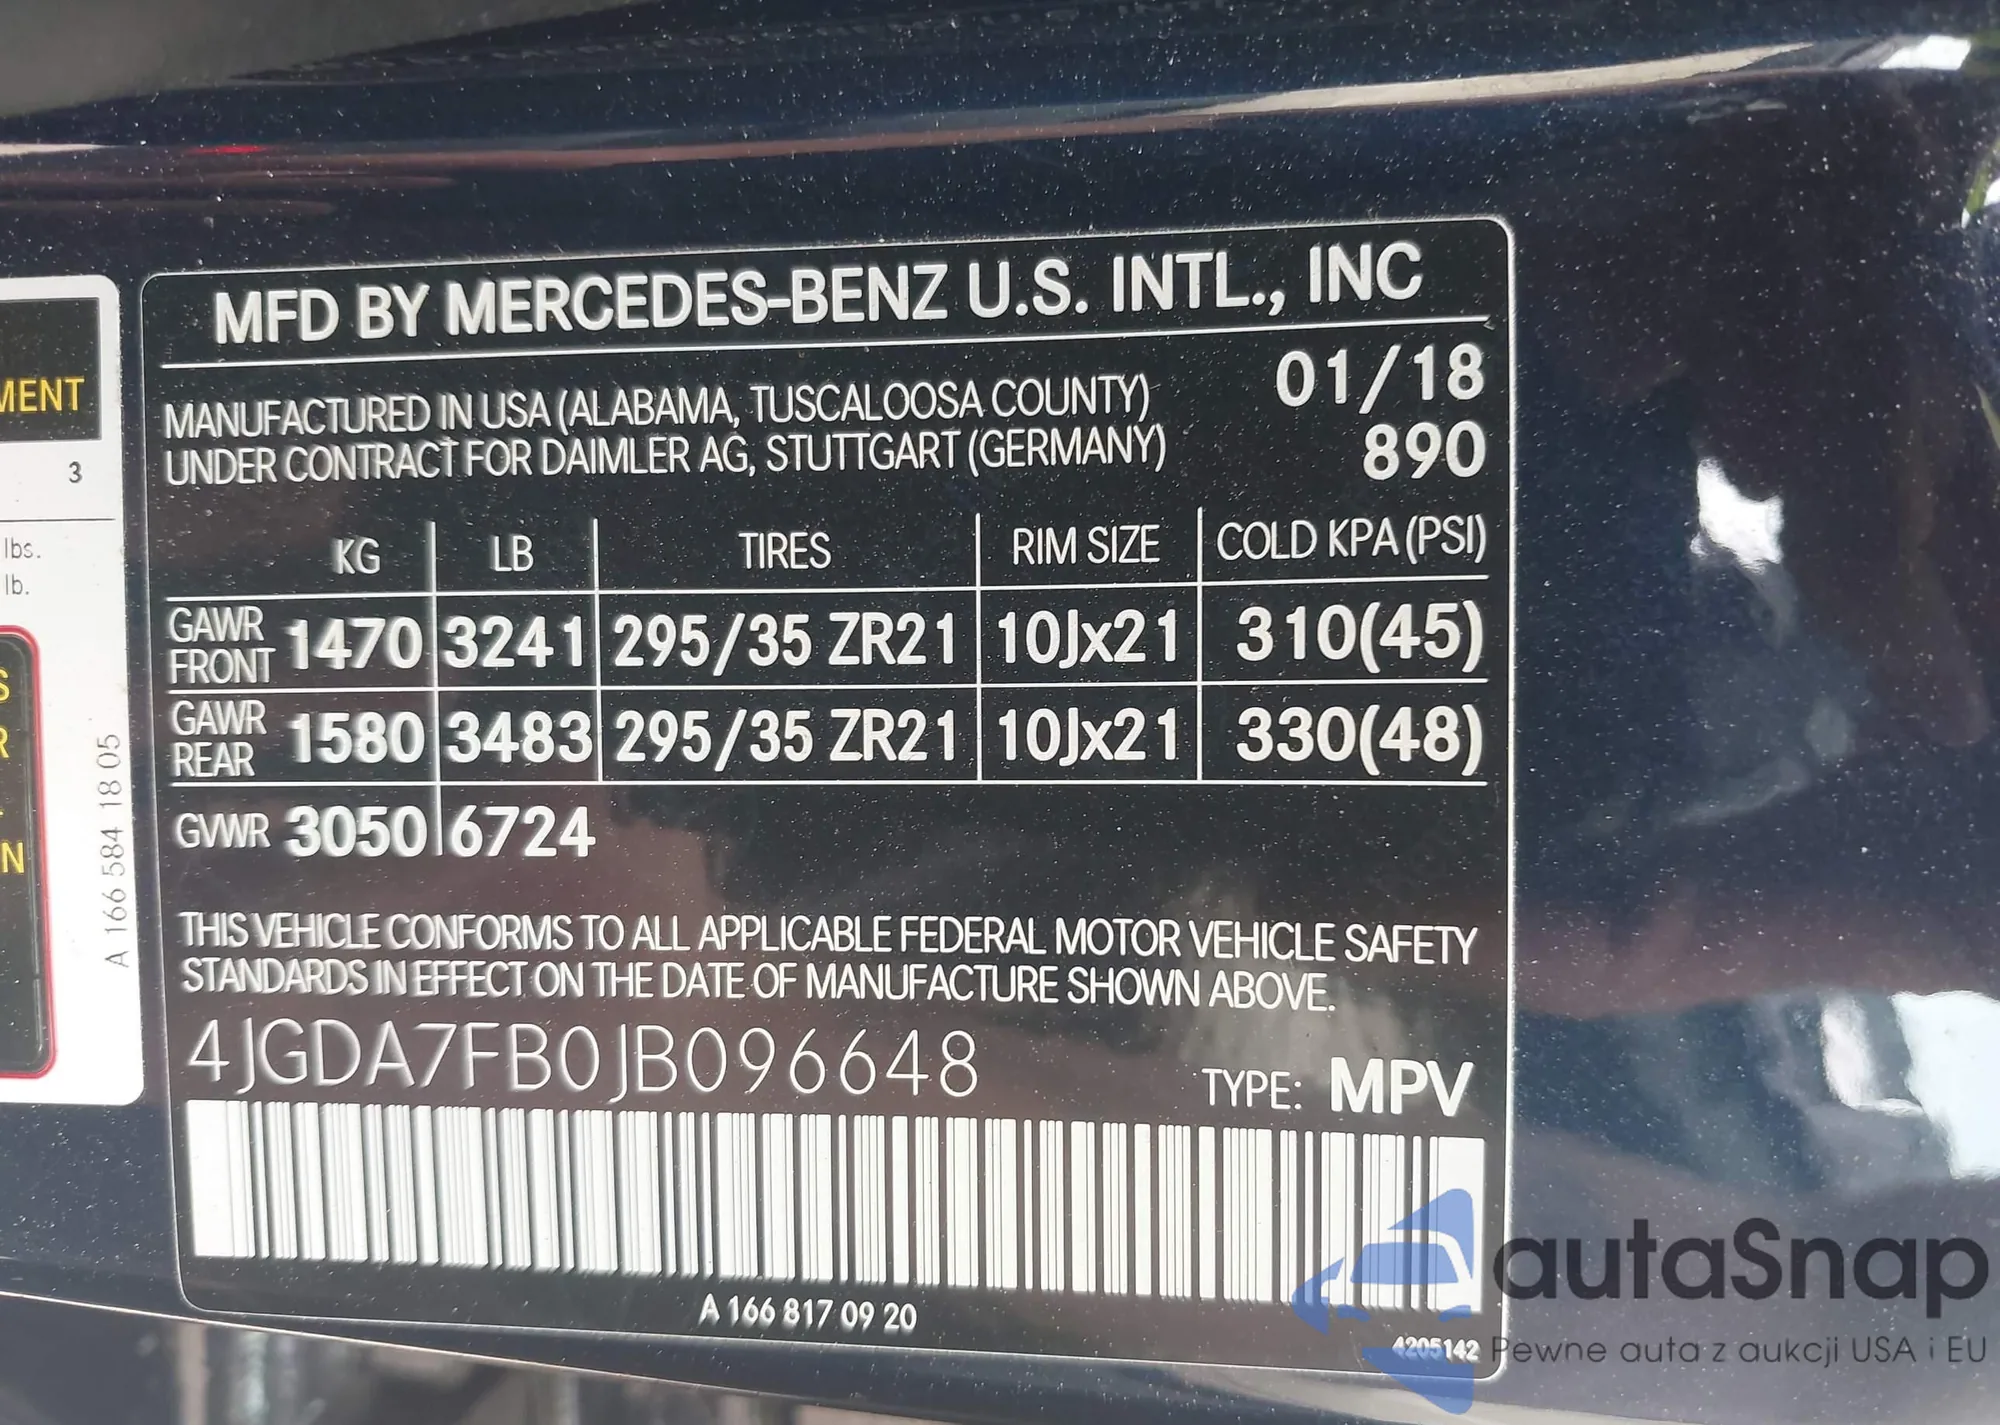 MENT
3
lbs.
lb.
S
R
N
A 166 584 18 05
MFD BY MERCEDES-BENZ U.S. INTL., INC
MANUFACTURED IN USA (ALABAMA, TUSCALOOSA COUNTY) 01/18
UNDER CONTRACT FOR DAIMLER AG, STUTTGART (GERMANY) 890
KG LB TIRES RIM SIZE COLD KPA (PSI)
GAWR FRONT 1470 3241 295/35 ZR21 10Jx21 310(45)
GAWR REAR 1580 3483 295/35 ZR21 10Jx21 330(48)
GVWR 3050 6724
THIS VEHICLE CONFORMS TO ALL APPLICABLE FEDERAL MOTOR VEHICLE SAFETY
STANDARDS IN EFFECT ON THE DATE OF MANUFACTURE SHOWN ABOVE.
4JGDA7FB0JB096648 TYPE: MPV
A 166 817 09 20
4205142
autaSnap
Pewne auta z aukcji USA i EU